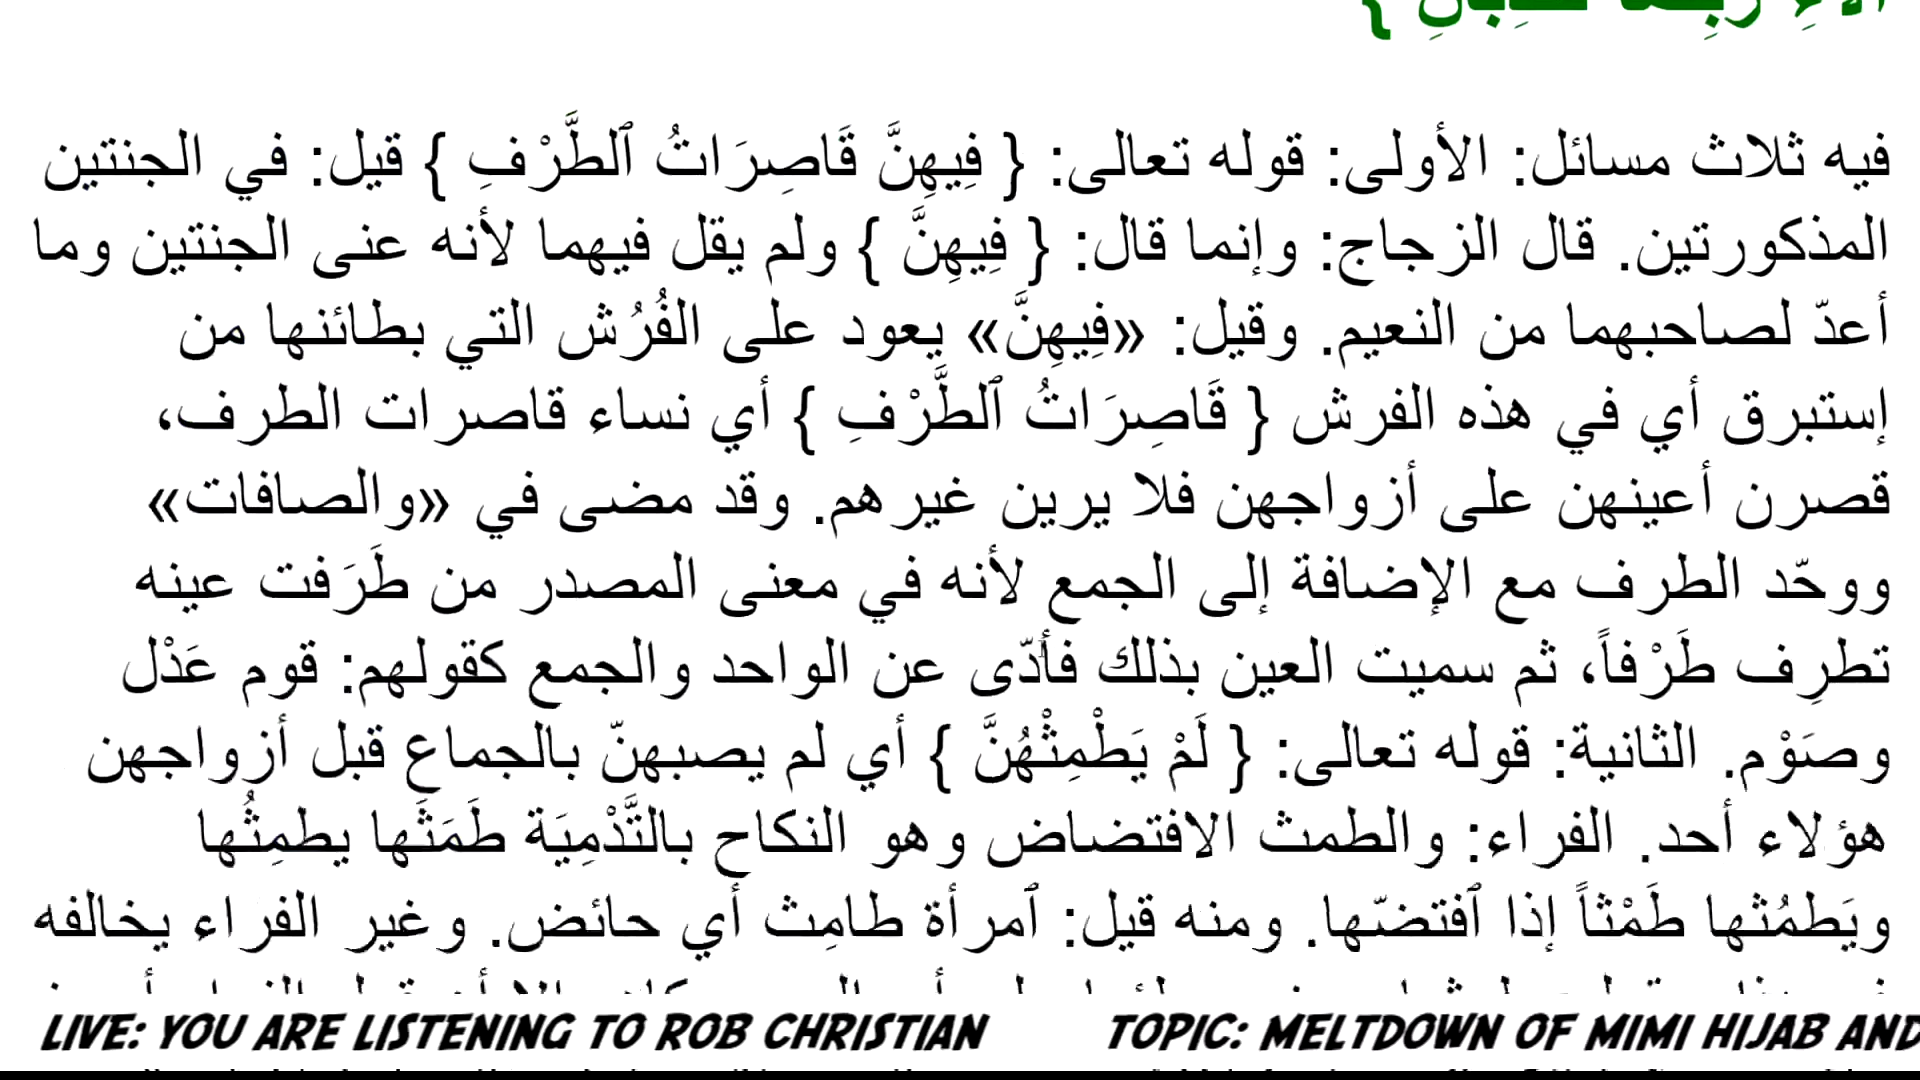 فيه ثلاث مسائل: الأولى: قوله تعالى: { فِيهِنَّ قَاصِرَاتُ ٱلطَّرْفِ } قيل: في الجنتين
المذكورتين. قال الزجاج: وإنما قال: { فِيهِنَّ } ولم يقل فيهما لأنه عنى الجنتين وما
أعدّ لصاحبهما من النعيم. وقيل: «فِيهِنَّ» يعود على الفُرُش التي بطائنها من
إستبرق أي في هذه الفرش { قَاصِرَاتُ ٱلطَّرْفِ } أي نساء قاصرات الطرف،
قصرن أعينهن على أزواجهن فلا يرين غيرهم. وقد مضى في «والصافات»
ووحّد الطرف مع الإضافة إلى الجمع لأنه في معنى المصدر من طَرَفت عينه
تطرِف طَرْفاً، ثم سميت العين بذلك فأدّى عن الواحد والجمع كقولهم: قوم عَدْل
وصَوْم. الثانية: قوله تعالى: { لَمْ يَطْمِثْهُنَّ } أي لم يصبهنّ بالجماع قبل أزواجهن
هؤلاء أحد. الفراء: والطمث الافتضاض وهو النكاح بالتَّدْمِيَة طَمَثَها يطمِثُها
ويَطمُثها طَمْثاً إذا ٱفتضّها. ومنه قيل: ٱمرأة طامِث أي حائض. وغير الفراء يخالفه
LIVE: YOU ARE LISTENING TO ROB CHRISTIAN TOPIC: MELTDOWN OF MIMI HIJAB AND